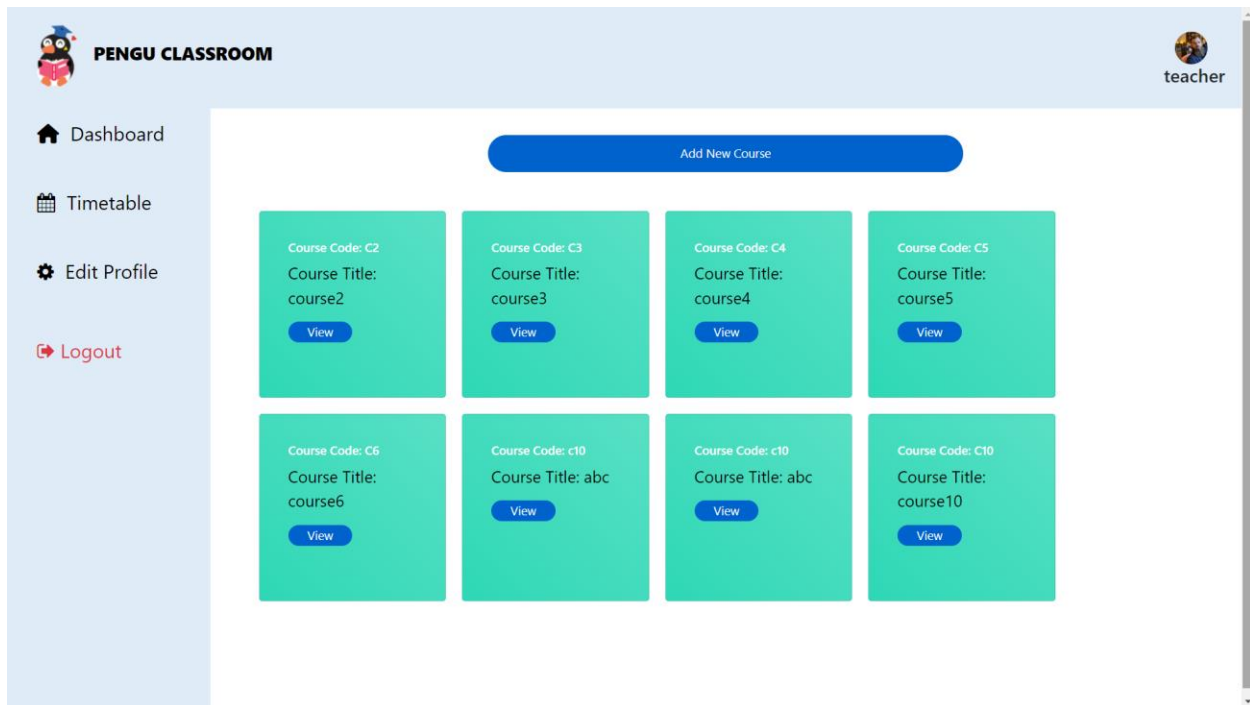 PENGU CLASSROOM
teacher
Dashboard
Timetable
Edit Profile
Logout
Add New Course
Course Code: C2
Course Title:
course2
View
Course Code: C3
Course Title:
course3
View
Course Code: C4
Course Title:
course4
View
Course Code: C5
Course Title:
course5
View
Course Code: C6
Course Title:
course6
View
Course Code: c10
Course Title: abc
View
Course Code: c10
Course Title: abc
View
Course Code: C10
Course Title:
course10
View